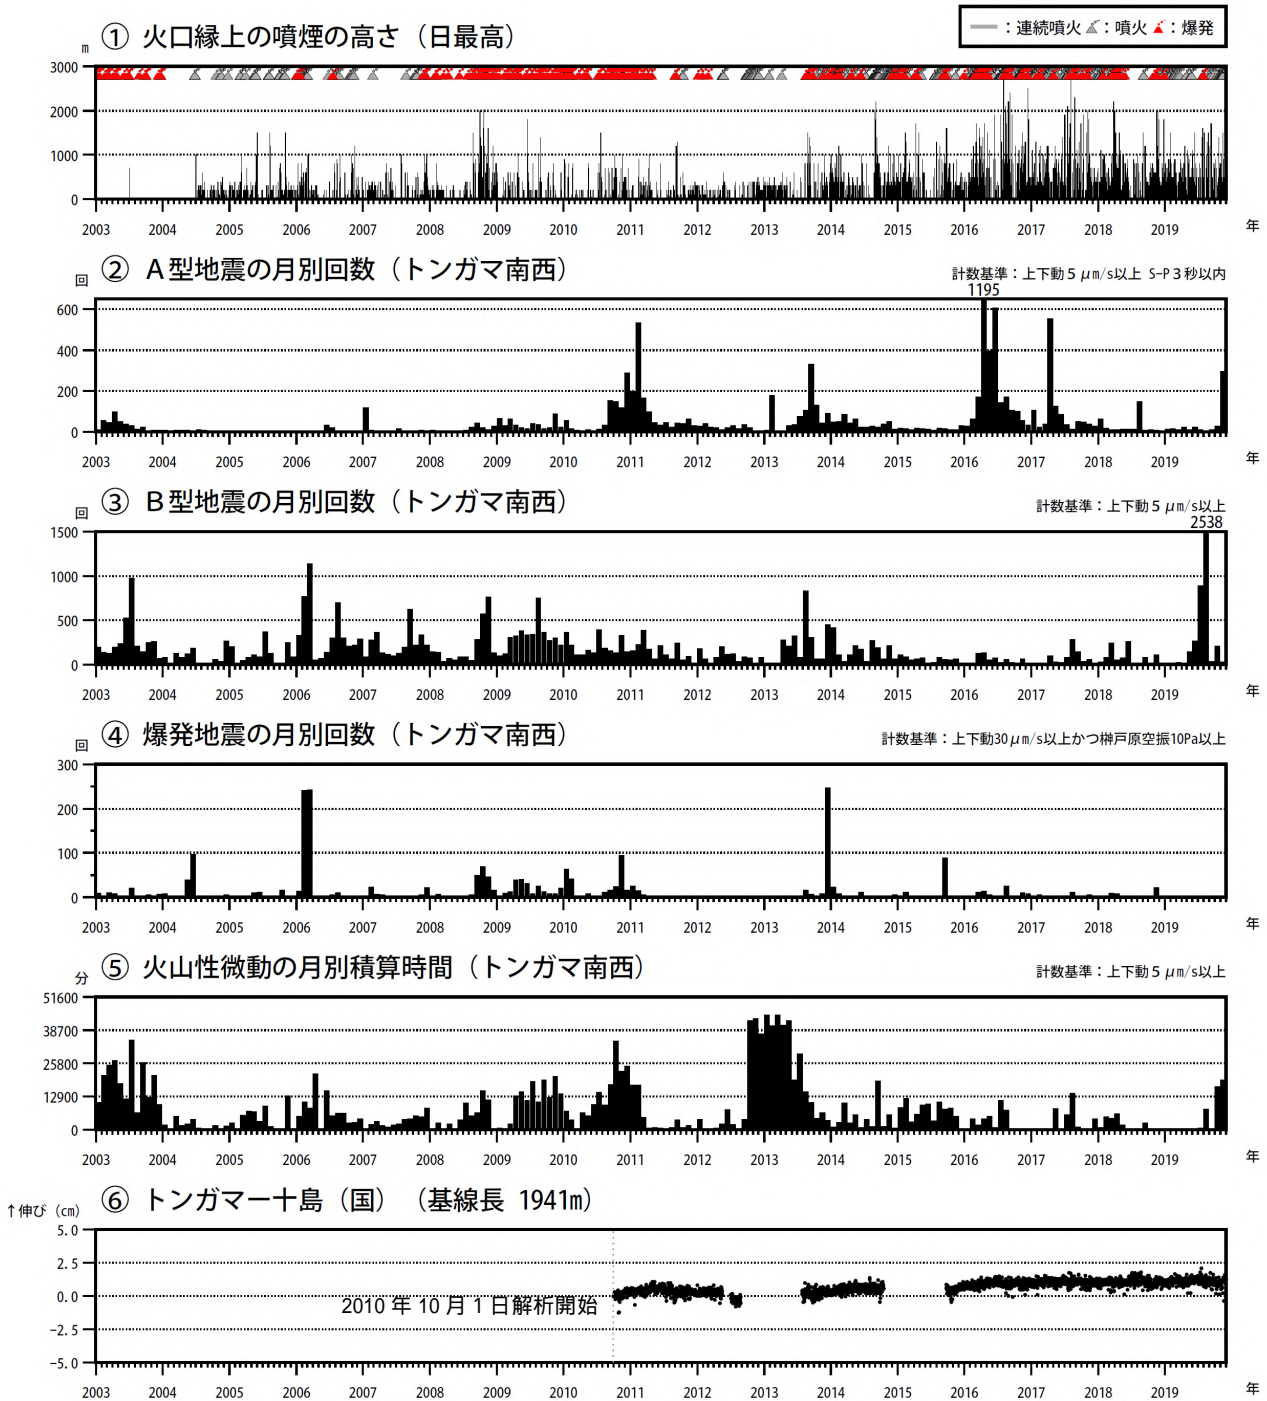 ━:連続噴火 :噴火 :爆発
① 火口縁上の噴煙の高さ（日最高）
m
3000
2000
1000
0
2003 2004 2005 2006 2007 2008 2009 2010 2011 2012 2013 2014 2015 2016 2017 2018 2019 年
② A型地震の月別回数（トンガマ南西）
計数基準：上下動５μm/s以上 S-P３秒以内
回
1195
600
400
200
0
2003 2004 2005 2006 2007 2008 2009 2010 2011 2012 2013 2014 2015 2016 2017 2018 2019 年
③ B型地震の月別回数（トンガマ南西）
計数基準：上下動５μm/s以上
回
2538
1500
1000
500
0
2003 2004 2005 2006 2007 2008 2009 2010 2011 2012 2013 2014 2015 2016 2017 2018 2019 年
④ 爆発地震の月別回数（トンガマ南西）
計数基準：上下動30μm/s以上かつ榊戸原空振10Pa以上
回
300
200
100
0
2003 2004 2005 2006 2007 2008 2009 2010 2011 2012 2013 2014 2015 2016 2017 2018 2019 年
⑤ 火山性微動の月別積算時間（トンガマ南西）
計数基準：上下動５μm/s以上
分
51600
38700
25800
12900
0
2003 2004 2005 2006 2007 2008 2009 2010 2011 2012 2013 2014 2015 2016 2017 2018 2019 年
⑥ トンガマー十島（国）（基線長 1941m）
↑伸び（cm）
5.0
2.5
0.0
2010 年 10 月 1 日解析開始
-2.5
-5.0
2003 2004 2005 2006 2007 2008 2009 2010 2011 2012 2013 2014 2015 2016 2017 2018 2019 年